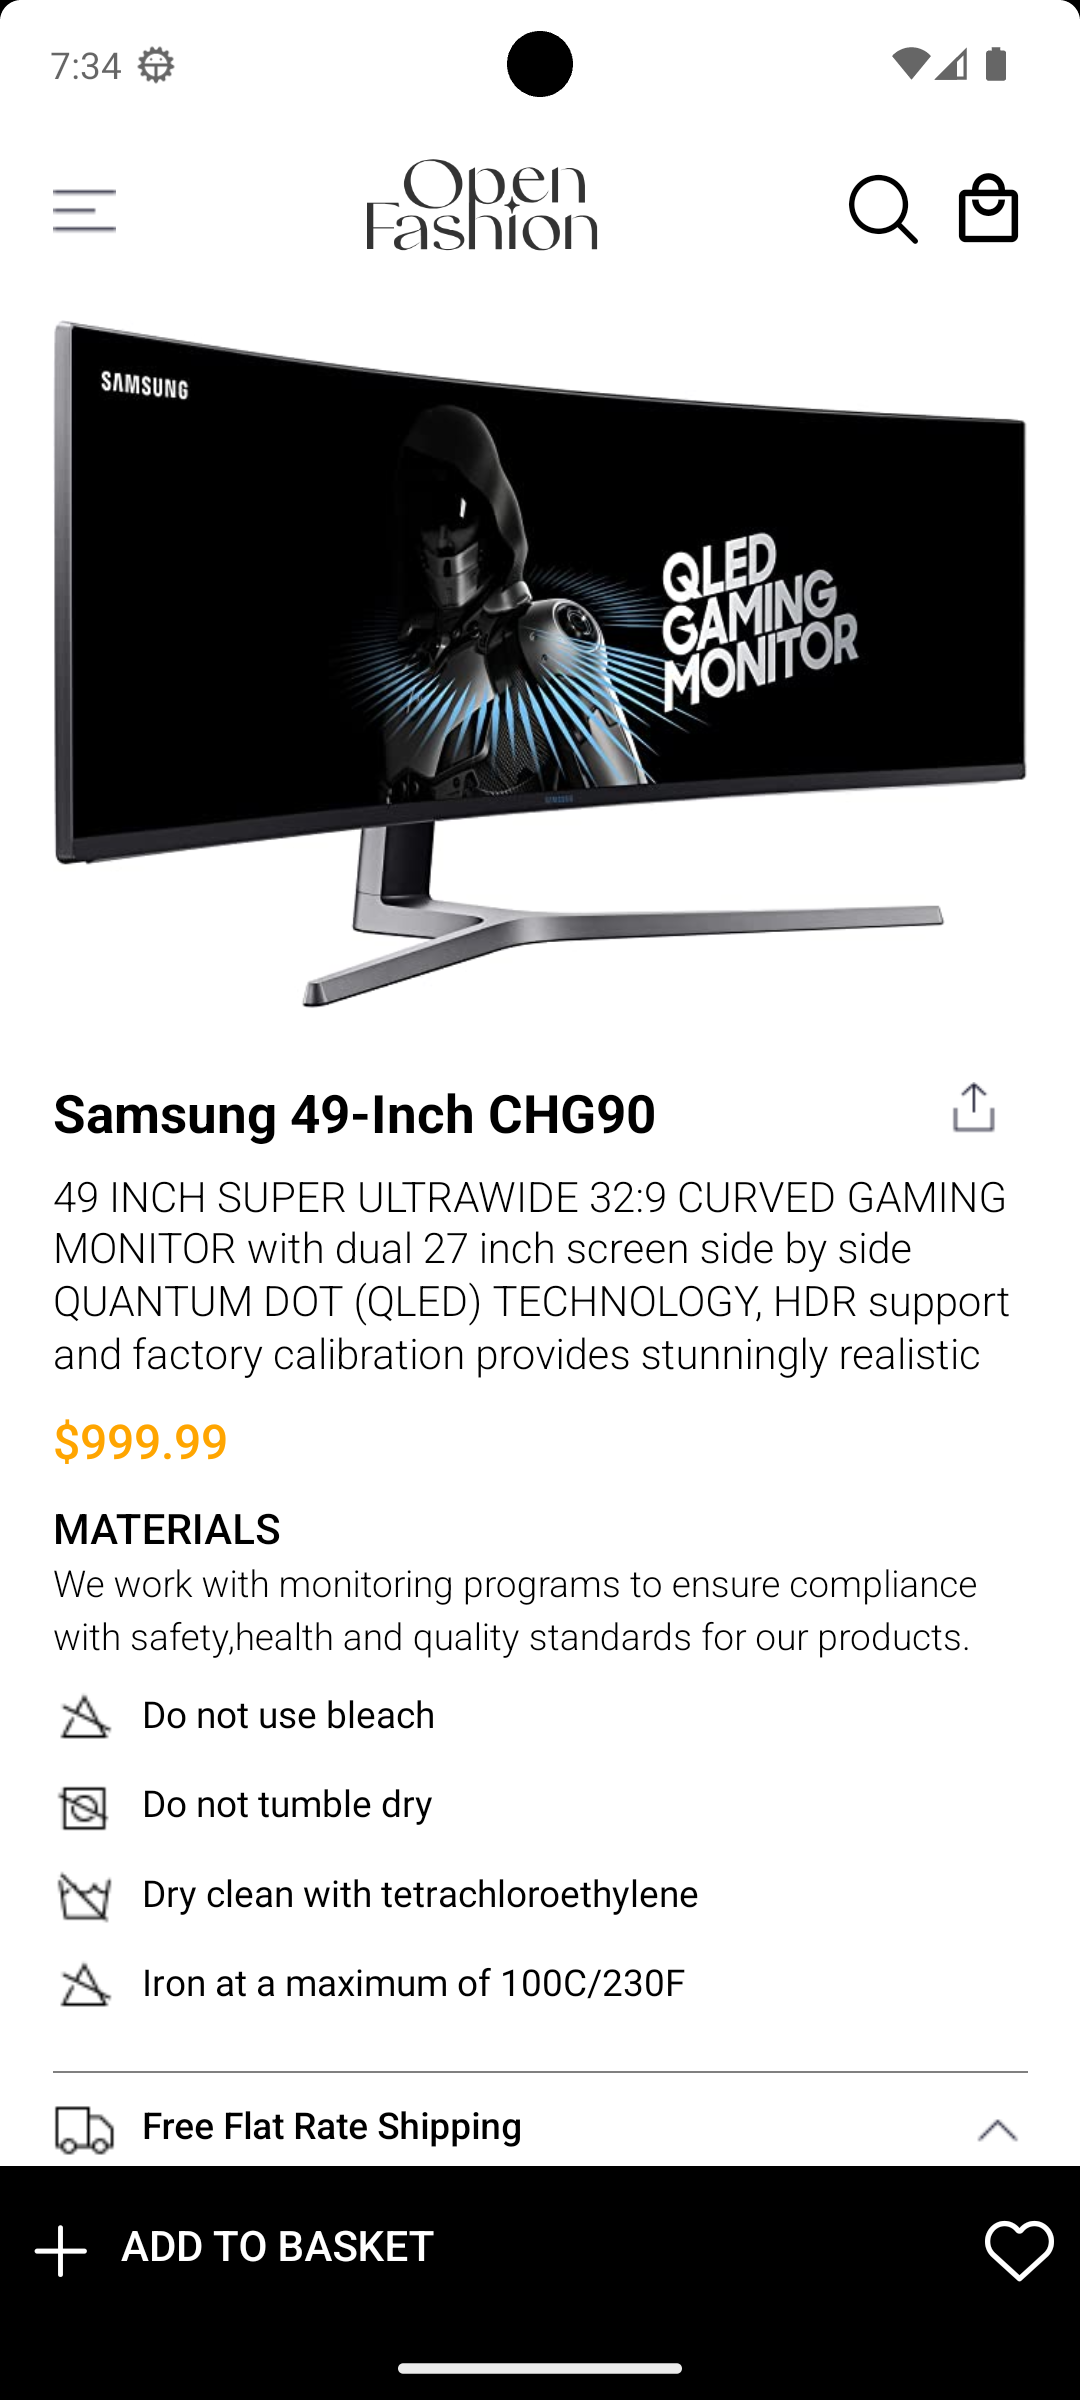 7:34
Open
Fashion
SAMSUNG
QLED
GAMING
MONITOR
SAMSUNG
Samsung 49-Inch CHG90
49 INCH SUPER ULTRAWIDE 32:9 CURVED GAMING
MONITOR with dual 27 inch screen side by side
QUANTUM DOT (QLED) TECHNOLOGY, HDR support
and factory calibration provides stunningly realistic
$999.99
MATERIALS
We work with monitoring programs to ensure compliance
with safety,health and quality standards for our products.
Do not use bleach
Do not tumble dry
Dry clean with tetrachloroethylene
Iron at a maximum of 100C/230F
Free Flat Rate Shipping
ADD TO BASKET